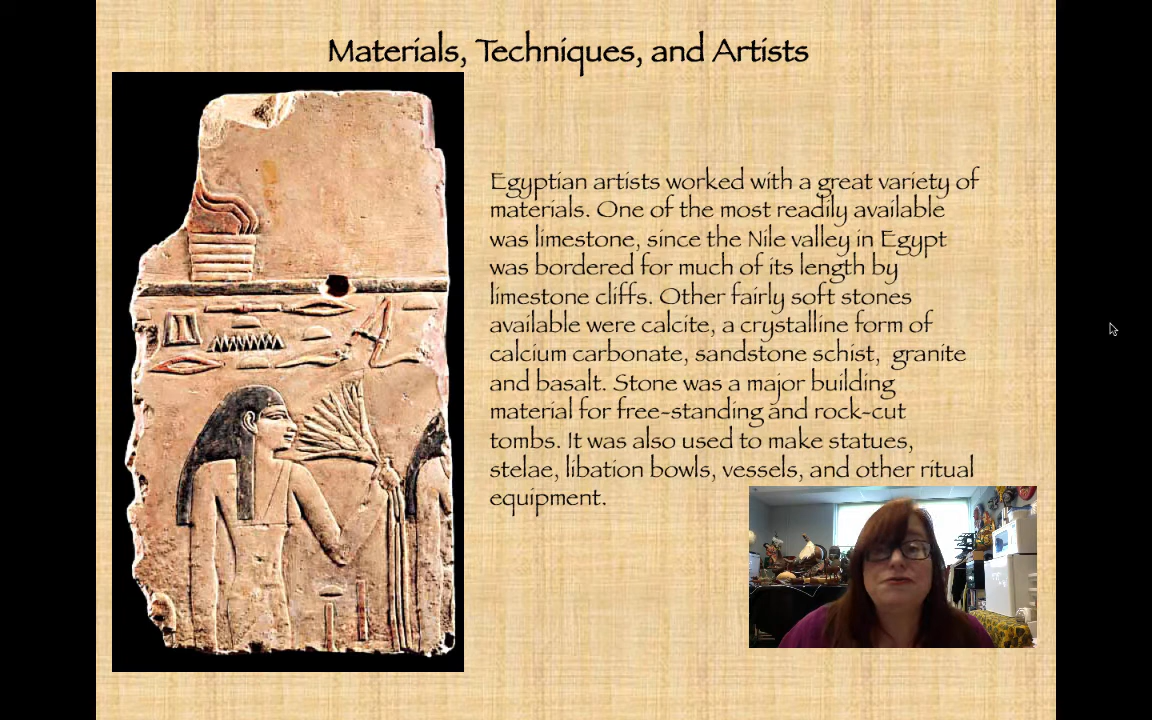 Materials, Techniques, and Artists
Egyptian artists worked with a great variety of
materials. One of the most readily available
was limestone, since the Nile valley in Egypt
was bordered for much of its length by
limestone cliffs. Other fairly soft stones
available were calcite, a crystalline form of
calcium carbonate, sandstone schist, granite
and basalt. Stone was a major building
material for free-standing and rock-cut
tombs. It was also used to make statues,
stelae, libation bowls, vessels, and other ritual
equipment.